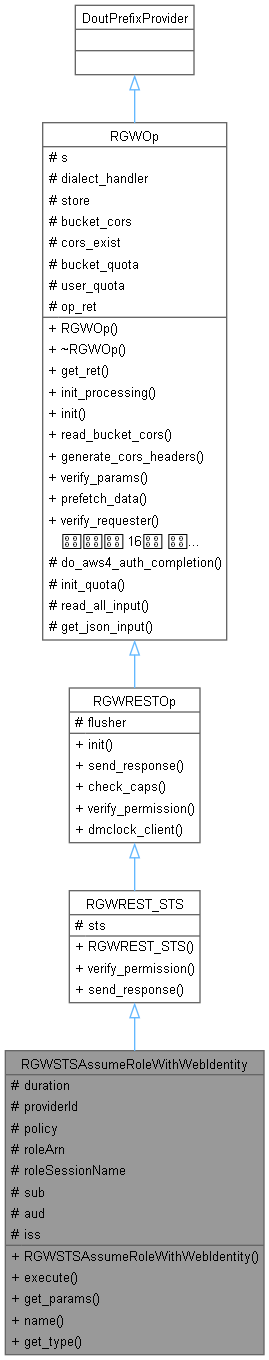 DoutPrefixProvider
RGWOp
# s
# dialect_handler
# store
# bucket_cors
# cors_exist
# bucket_quota
# user_quota
# op_ret
+ RGWOp()
+ ~RGWOp()
+ get_ret()
+ init_processing()
+ init()
+ read_bucket_cors()
+ generate_cors_headers()
+ verify_params()
+ prefetch_data()
+ verify_requester()
16 ...
# do_aws4_auth_completion()
# init_quota()
# read_all_input()
# get_json_input()
RGWRESTOp
# flusher
+ init()
+ send_response()
+ check_caps()
+ verify_permission()
+ dmclock_client()
RGWREST_STS
# sts
+ RGWREST_STS()
+ verify_permission()
+ send_response()
RGWSTSAssumeRoleWithWebIdentity
# duration
# providerId
# policy
# roleArn
# roleSessionName
# sub
# aud
# iss
+ RGWSTSAssumeRoleWithWebIdentity()
+ execute()
+ get_params()
+ name()
+ get_type()